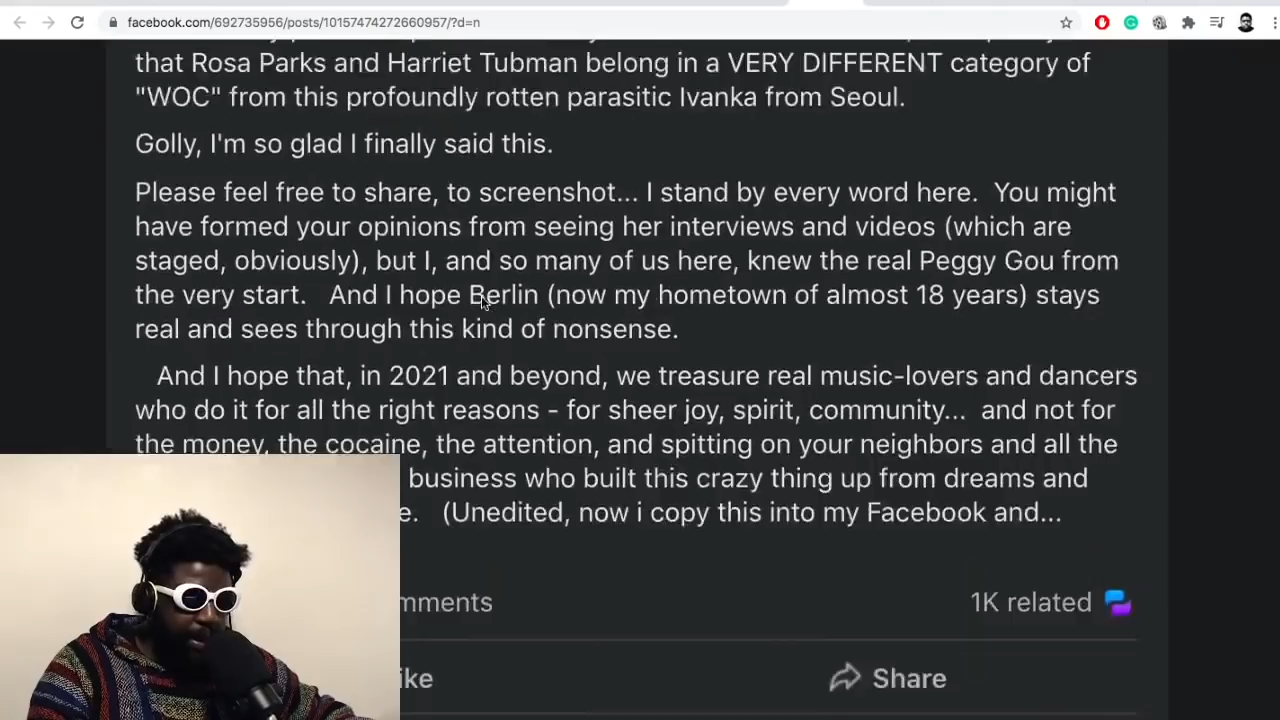 facebook.com/692735956/posts/10157474272660957/?d=n
that Rosa Parks and Harriet Tubman belong in a VERY DIFFERENT category of
"WOC" from this profoundly rotten parasitic Ivanka from Seoul.
Golly, I'm so glad I finally said this.
Please feel free to share, to screenshot... I stand by every word here.  You might
have formed your opinions from seeing her interviews and videos (which are
staged, obviously), but I, and so many of us here, knew the real Peggy Gou from
the very start.   And I hope Berlin (now my hometown of almost 18 years) stays
real and sees through this kind of nonsense.
And I hope that, in 2021 and beyond, we treasure real music-lovers and dancers
who do it for all the right reasons - for sheer joy, spirit, community...  and not for
the money, the cocaine, the attention, and spitting on your neighbors and all the
business who built this crazy thing up from dreams and
e.   (Unedited, now i copy this into my Facebook and...
mments
1K related
ike
Share